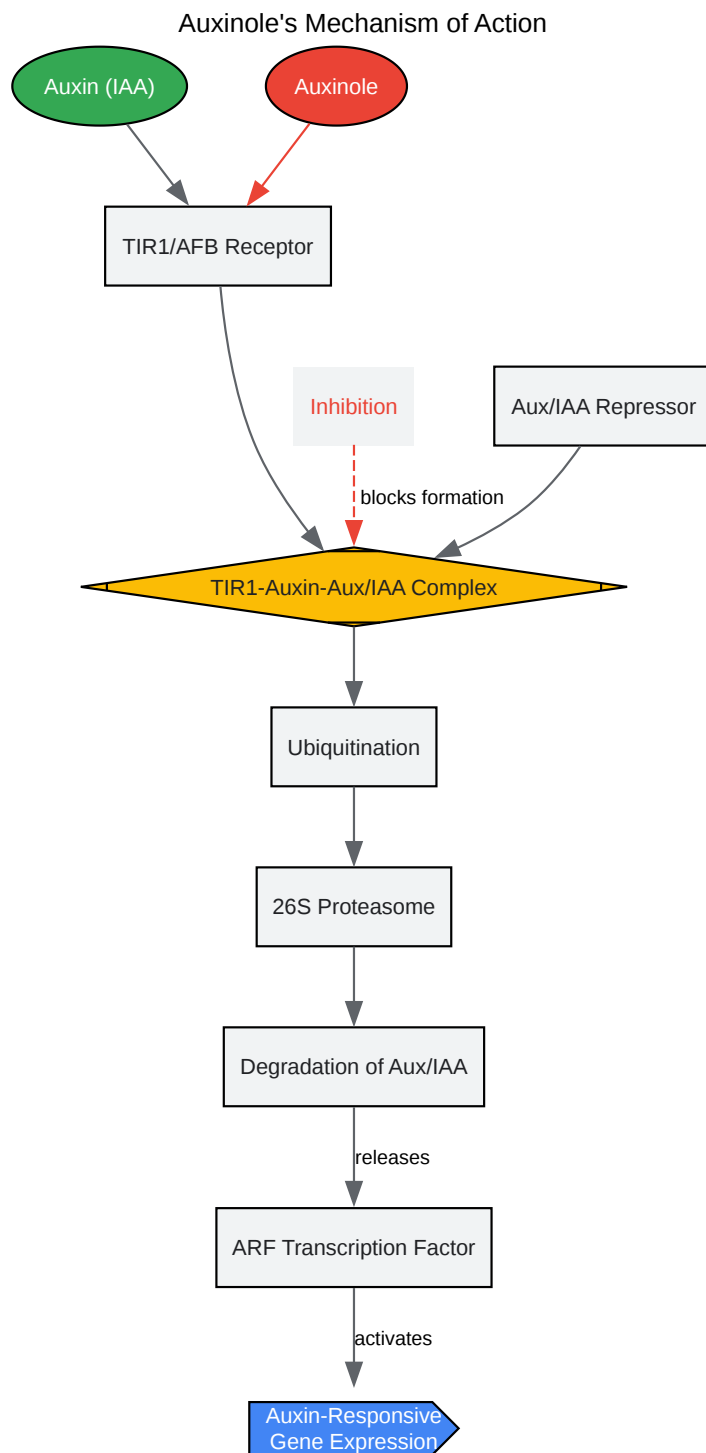 Auxinole's Mechanism of Action
Auxin (IAA)
Auxinole
TIR1/AFB Receptor
Inhibition
Aux/IAA Repressor
blocks formation
TIR1-Auxin-Aux/IAA Complex
Ubiquitination
26S Proteasome
Degradation of Aux/IAA
releases
ARF Transcription Factor
activates
Auxin-Responsive
Gene Expression